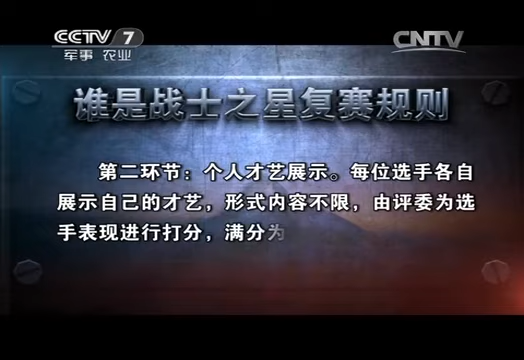 CCTV 7
军事 农业
CNTV
谁是战士之星复赛规则
第二环节：个人才艺展示。每位选手各自
展示自己的才艺，形式内容不限，由评委为选
手表现进行打分，满分为